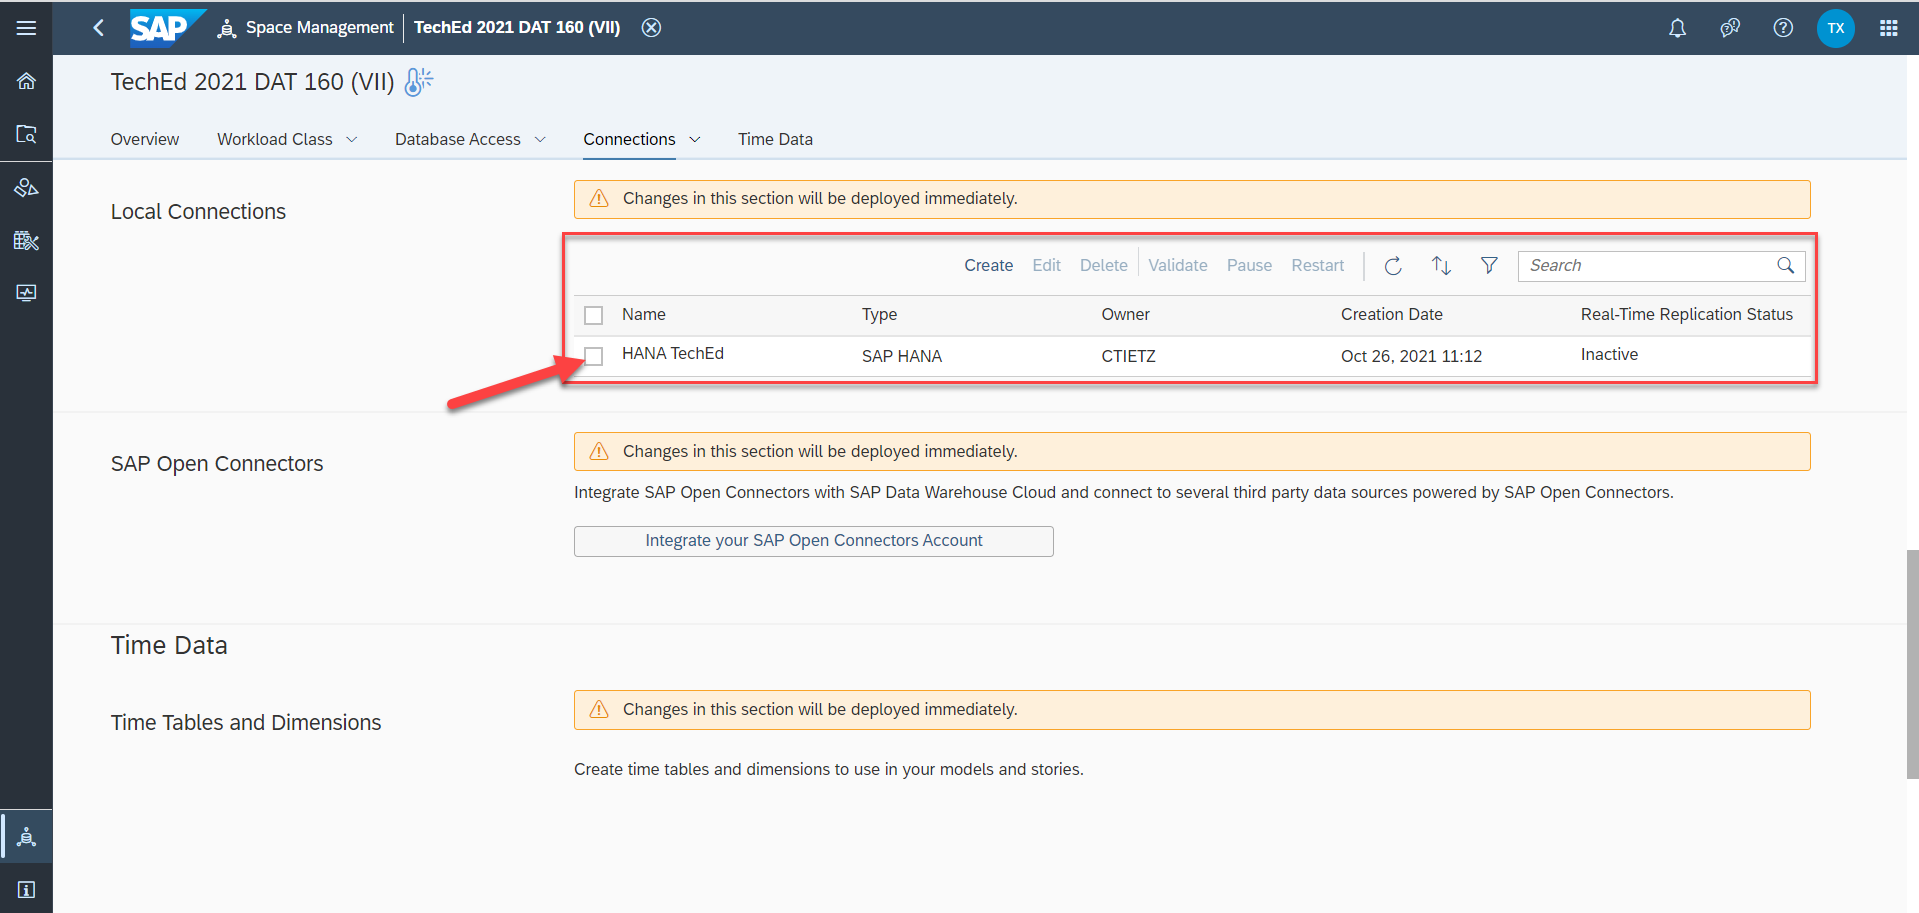 SAP Space Management TechEd 2021 DAT 160 (VII) TX
TechEd 2021 DAT 160 (VII)
Overview Workload Class Database Access Connections Time Data
Local Connections
Changes in this section will be deployed immediately.
Create Edit Delete Validate Pause Restart Search
Name Type Owner Creation Date Real-Time Replication Status
HANA TechEd SAP HANA CTIETZ Oct 26, 2021 11:12 Inactive
SAP Open Connectors
Changes in this section will be deployed immediately.
Integrate SAP Open Connectors with SAP Data Warehouse Cloud and connect to several third party data sources powered by SAP Open Connectors.
Integrate your SAP Open Connectors Account
Time Data
Time Tables and Dimensions
Changes in this section will be deployed immediately.
Create time tables and dimensions to use in your models and stories.